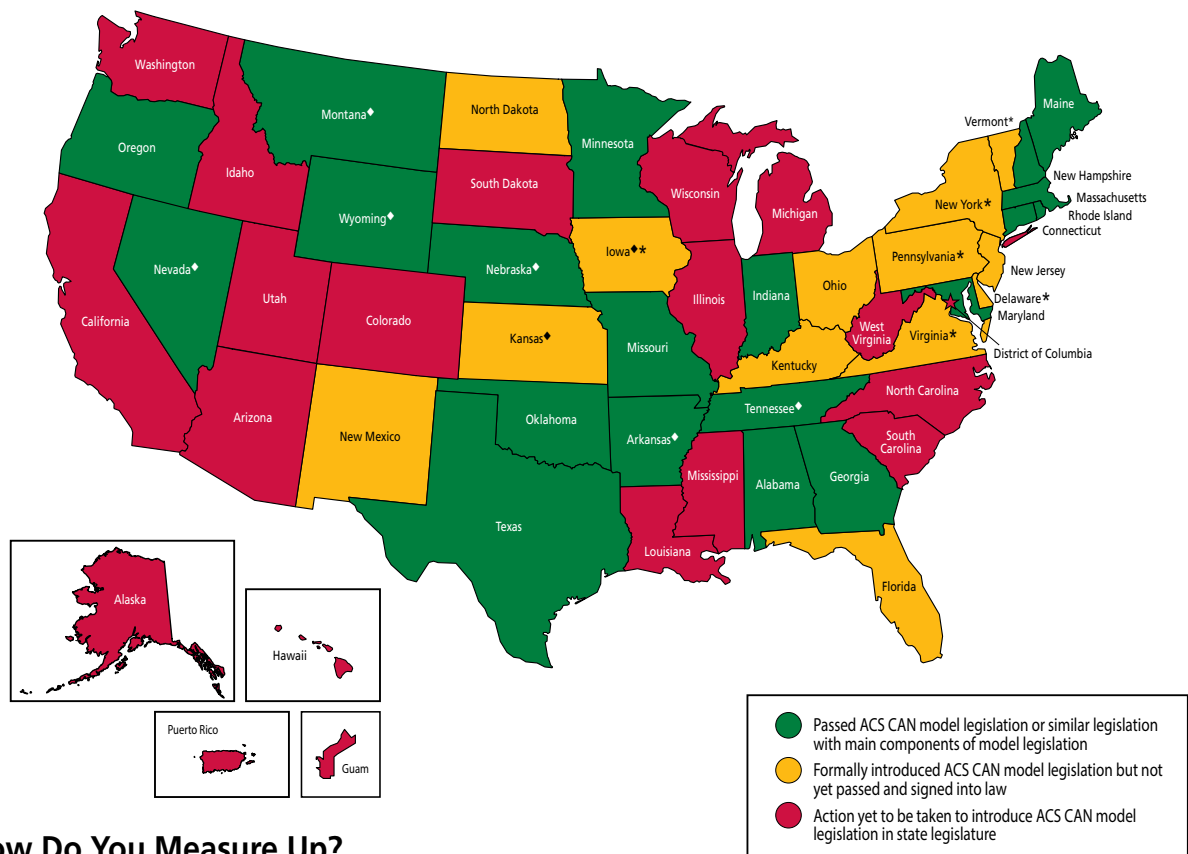 Washington
Montana♦
North Dakota
Minnesota
Maine
Vermont*
Oregon
Idaho
South Dakota
Wisconsin
Michigan
New Hampshire
Massachusetts
Rhode Island
Connecticut
Wyoming♦
New York*
Nevada♦
Nebraska♦
Iowa♦*
Pennsylvania*
New Jersey
Utah
Colorado
Illinois
Indiana
Ohio
Delaware*
Maryland
California
Kansas♦
Missouri
West
Virginia
Virginia*
District of Columbia
Kentucky
Arizona
New Mexico
Oklahoma
Arkansas♦
Tennessee♦
North Carolina
South
Carolina
Mississippi
Alabama
Georgia
Texas
Louisiana
Florida
Alaska
Hawaii
Puerto Rico
Guam
Passed ACS CAN model legislation or similar legislation
with main components of model legislation
Formally introduced ACS CAN model legislation but not
yet passed and signed into law
Action yet to be taken to introduce ACS CAN model
legislation in state legislature
ow Do You Measure Up?